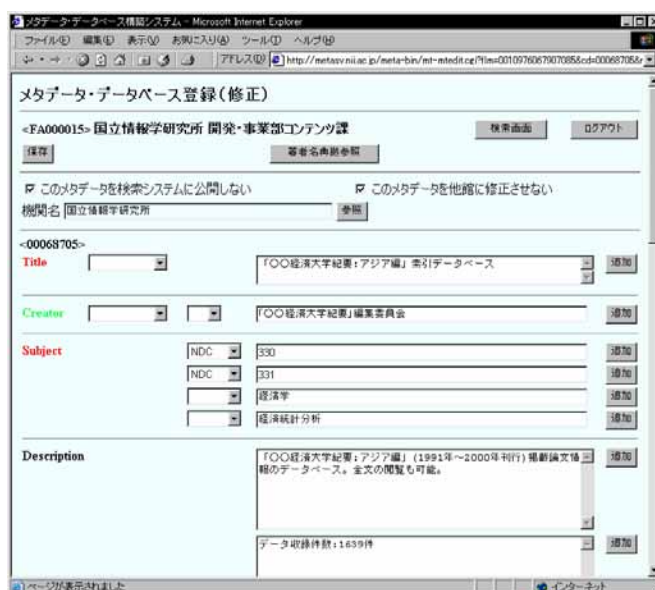 メタデータ・データベース構築システム - Microsoft Internet Explorer
ファイル(F) 編集(E) 表示(V) お気に入り(A) ツール(T) ヘルプ(H)
アドレス(D) http://metasv.nii.ac.jp/meta-bin/mt-mtedit.cgi?flm=0010976067907085&cd=00068705&r
メタデータ・データベース登録(修正)
<FA000015>国立情報学研究所 開発・事業部コンテンツ課 検索画面 ログアウト
保存 著者名典拠参照
このメタデータを検索システムに公開しない このメタデータを他館に修正させない
機関名 国立情報学研究所 参照
<00068705>
Title 「〇〇経済大学紀要:アジア編」索引データベース 追加
Creator 「〇〇経済大学紀要」編集委員会 追加
Subject NDC 330 追加
NDC 331 追加
経済学 追加
経済統計分析 追加
Description 「〇〇経済大学紀要:アジア編」(1991年~2000年刊行)掲載論文情 追加
報のデータベース。全文の閲覧も可能。
データ収録件数:1639件 追加
ページが表示されました インターネット